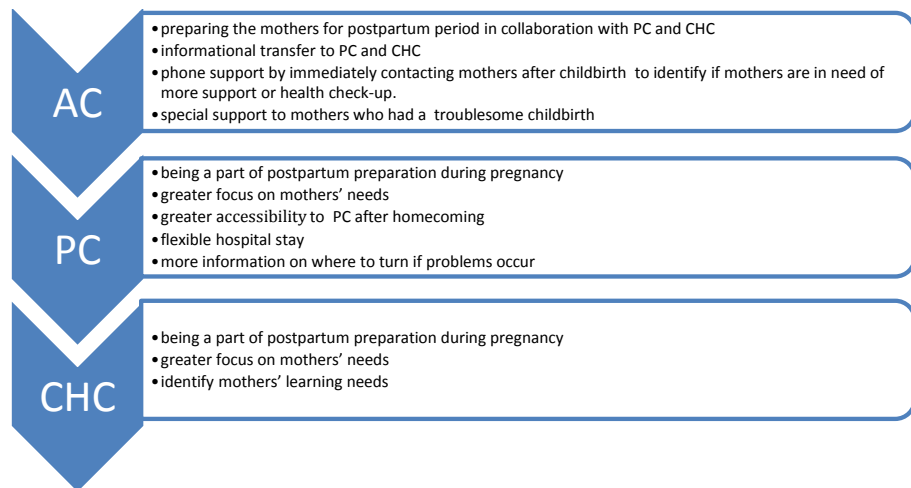 AC
•preparing the mothers for postpartum period in collaboration with PC and CHC
•informational transfer to PC and CHC
•phone support by immediately contacting mothers after childbirth to identify if mothers are in need of
more support or health check-up.
•special support to mothers who had a troublesome childbirth
PC
•being a part of postpartum preparation during pregnancy
•greater focus on mothers’ needs
•greater accessibility to PC after homecoming
•flexible hospital stay
•more information on where to turn if problems occur
CHC
•being a part of postpartum preparation during pregnancy
•greater focus on mothers’ needs
•identify mothers’ learning needs